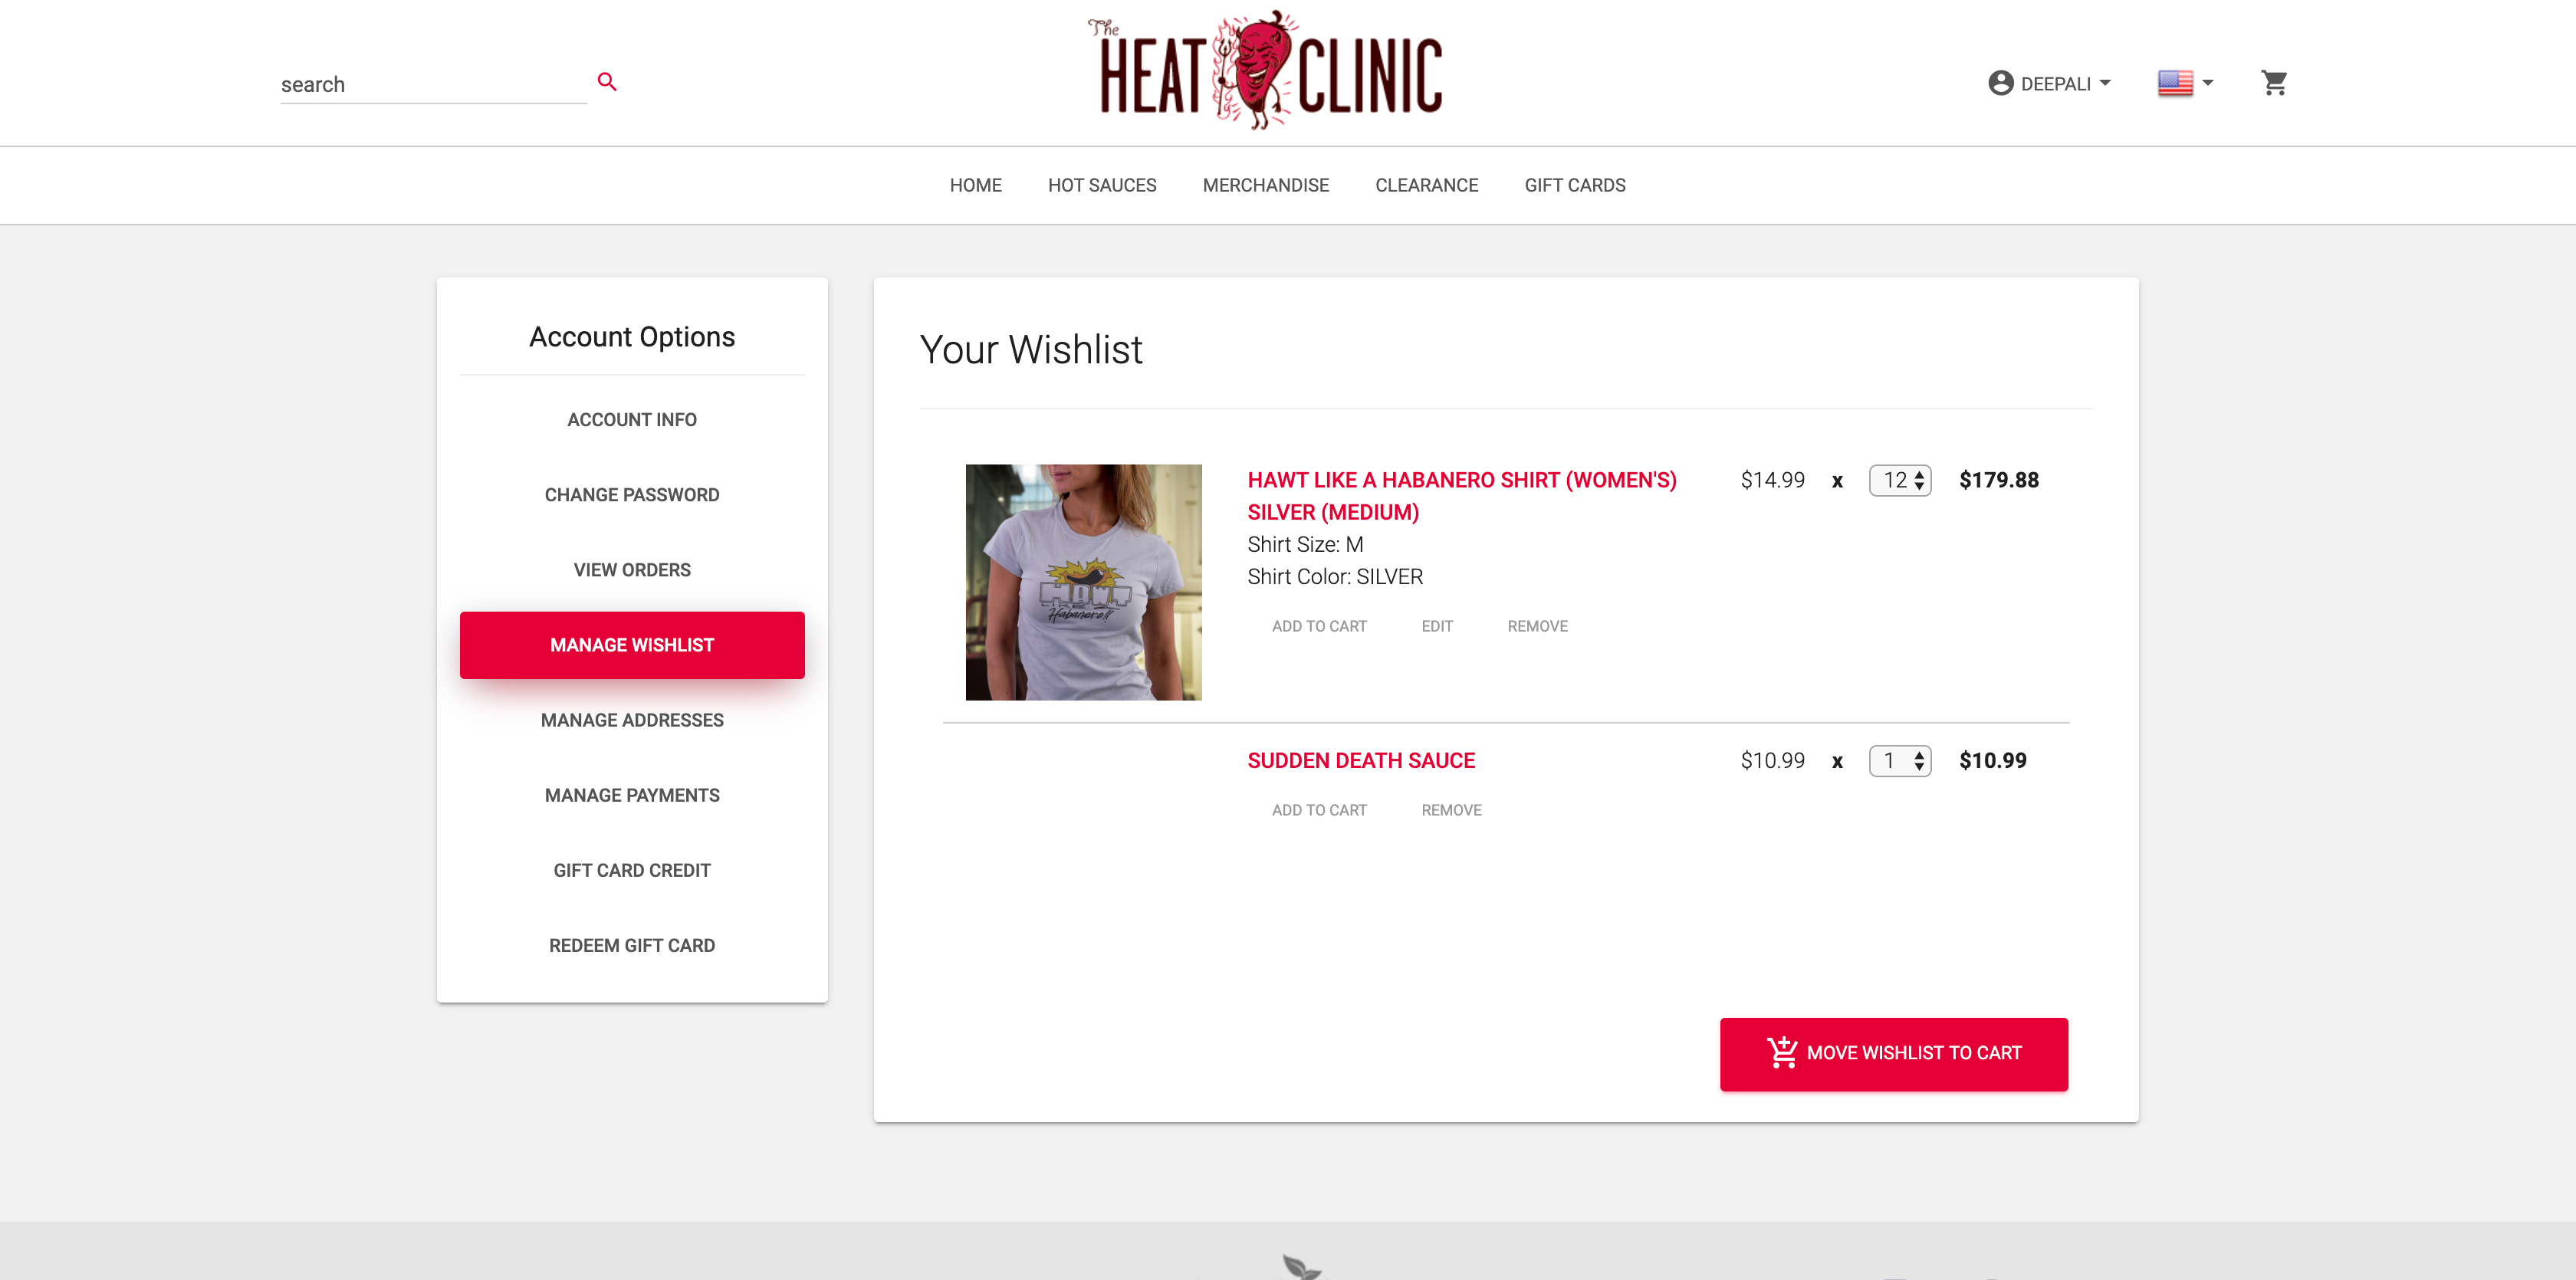 The
HEAT CLINIC
search
DEEPALI
HOME HOT SAUCES MERCHANDISE CLEARANCE GIFT CARDS
Account Options
ACCOUNT INFO
CHANGE PASSWORD
VIEW ORDERS
MANAGE WISHLIST
MANAGE ADDRESSES
MANAGE PAYMENTS
GIFT CARD CREDIT
REDEEM GIFT CARD
Your Wishlist
HAWT
Habanero!!
HAWT LIKE A HABANERO SHIRT (WOMEN'S)
SILVER (MEDIUM)
Shirt Size: M
Shirt Color: SILVER
$14.99 x 12 $179.88
ADD TO CART EDIT REMOVE
SUDDEN DEATH SAUCE
$10.99 x 1 $10.99
ADD TO CART REMOVE
MOVE WISHLIST TO CART